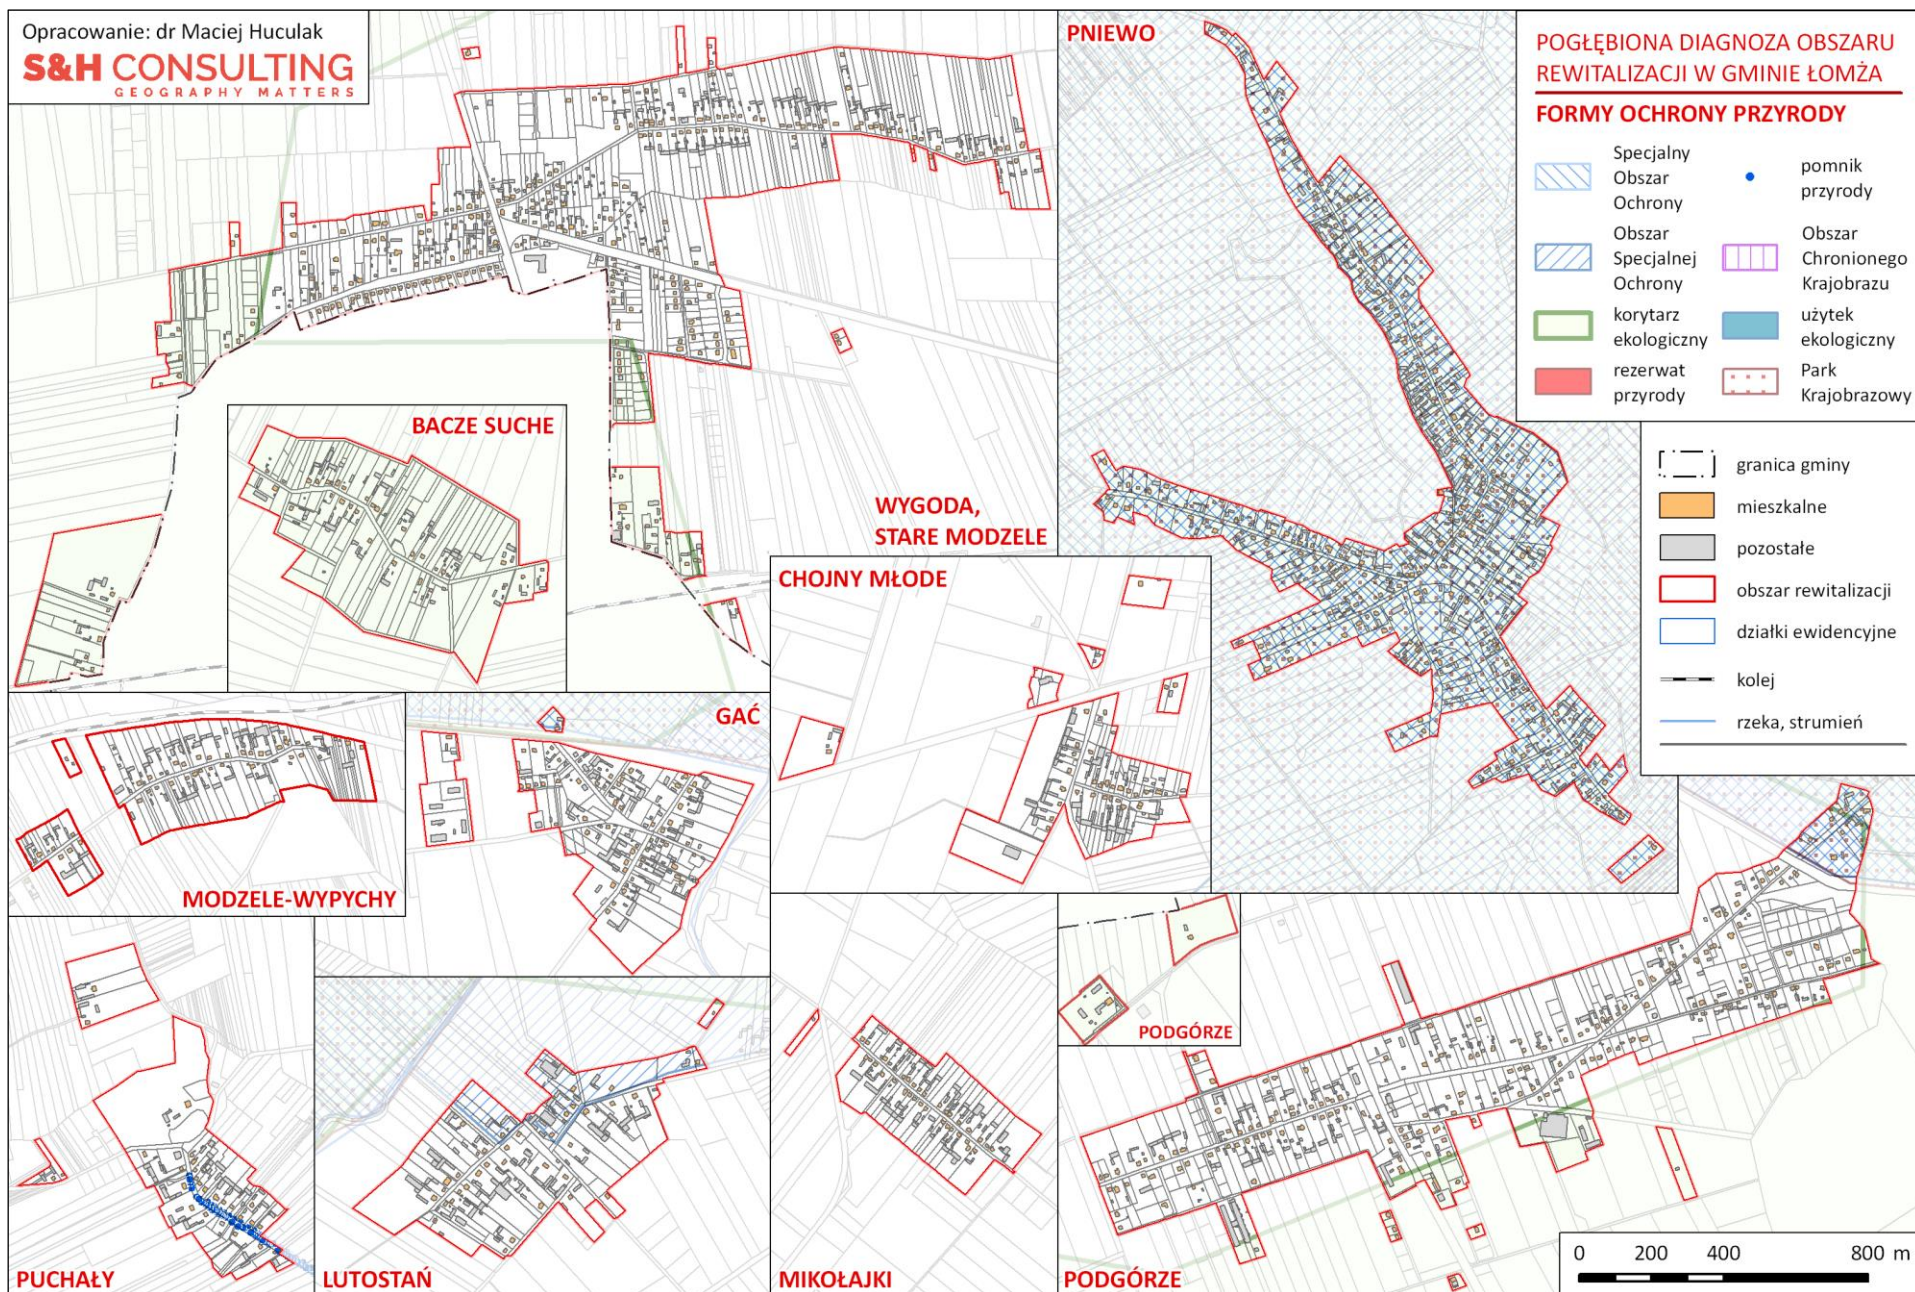 Opracowanie: dr Maciej Huculak
S&H CONSULTING
GEOGRAPHY MATTERS
PNIEWO
POGŁĘBIONA DIAGNOZA OBSZARU
REWITALIZACJI W GMINIE ŁOMŻA
FORMY OCHRONY PRZYRODY
Specjalny
Obszar
Ochrony
pomnik
przyrody
Obszar
Specjalnej
Ochrony
Obszar
Chronionego
Krajobrazu
korytarz
ekologiczny
użytek
ekologiczny
rezerwat
przyrody
Park
Krajobrazowy
granica gminy
mieszkalne
pozostałe
obszar rewitalizacji
działki ewidencyjne
kolej
rzeka, strumień
BACZE SUCHE
WYGODA,
STARE MODZELE
CHOJNY MŁODE
GAĆ
MODZELE-WYPYCHY
PODGÓRZE
PUCHAŁY
LUTOSTAŃ
MIKOŁAJKI
PODGÓRZE
0 200 400 800 m